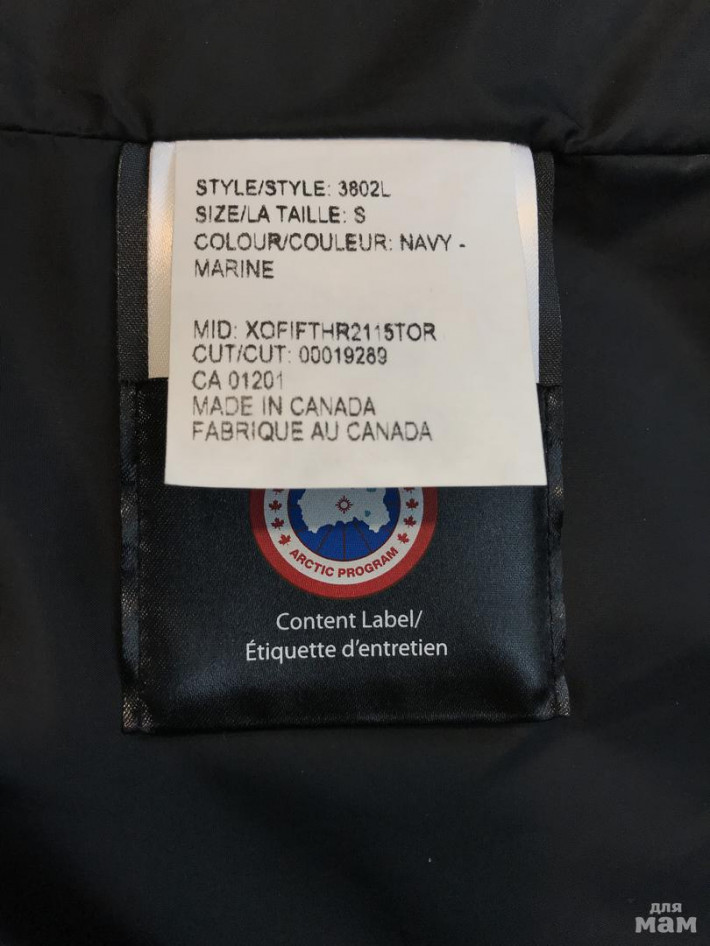 STYLE/STYLE: 3802L
SIZE/LA TAILLE: S
COLOUR/COULEUR: NAVY -
MARINE
MID: XOFIFTHR2115TOR
CUT/CUT: 00019289
CA 01201
MADE IN CANADA
FABRIQUE AU CANADA
ARCTIC PROGRAM
Content Label/
Étiquette d'entretien
для
мам